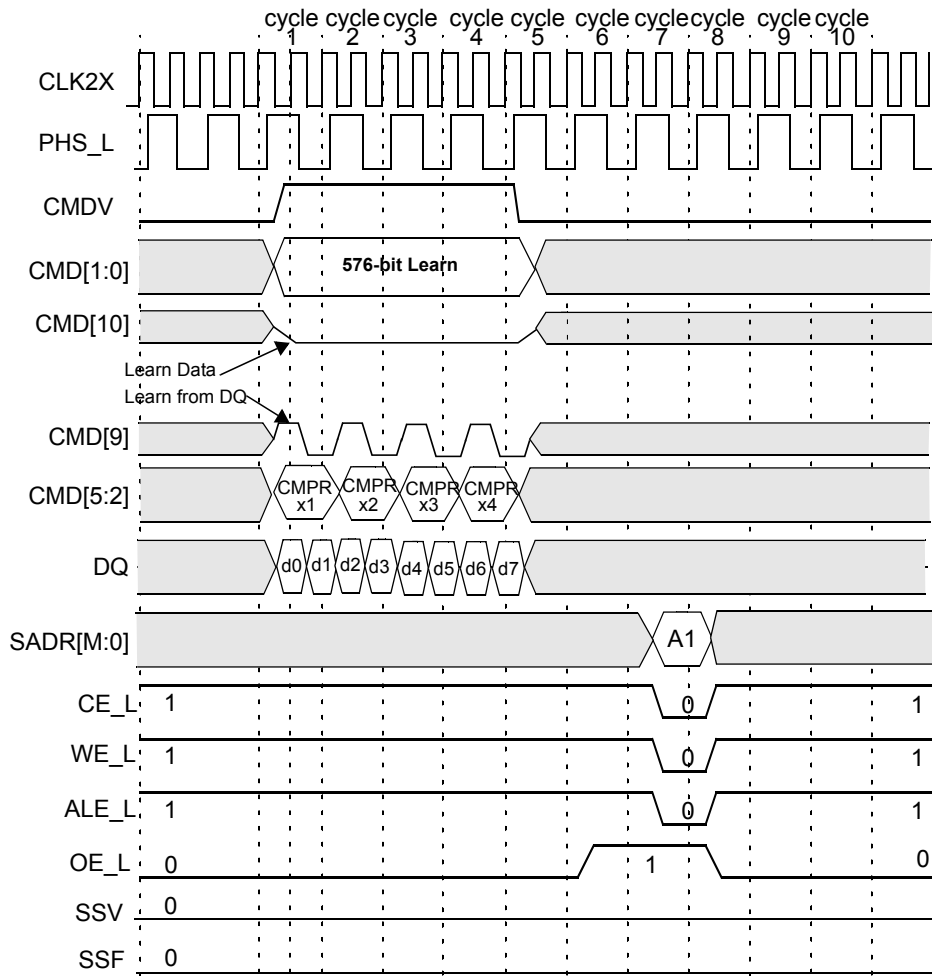 cycle cycle cycle cycle cycle cycle cycle cycle cycle cycle
1 2 3 4 5 6 7 8 9 10
CLK2X
PHS_L
CMDV
CMD[1:0] 576-bit Learn
CMD[10]
Learn Data
Learn from DQ
CMD[9]
CMD[5:2] CMPR x1 CMPR x2 CMPR x3 CMPR x4
DQ d0 d1 d2 d3 d4 d5 d6 d7
SADR[M:0] A1
CE_L 1 0 1
WE_L 1 0 1
ALE_L 1 0 1
OE_L 0 1 0
SSV 0
SSF 0